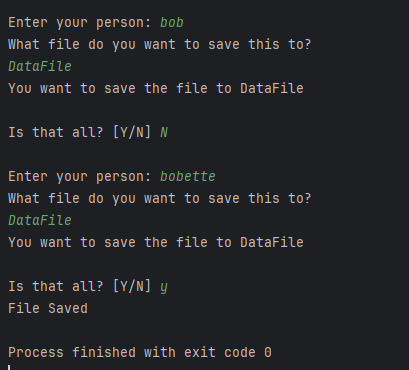 Enter your person: bob
What file do you want to save this to?
DataFile
You want to save the file to DataFile
Is that all? [Y/N] N
Enter your person: bobette
What file do you want to save this to?
DataFile
You want to save the file to DataFile
Is that all? [Y/N] y
File Saved
Process finished with exit code 0